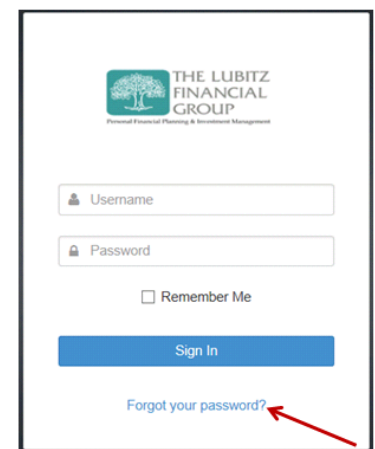 THE LUBITZ
FINANCIAL
GROUP
Personal Financial Planning & Investment Management
Username
Password
Remember Me
Sign In
Forgot your password?